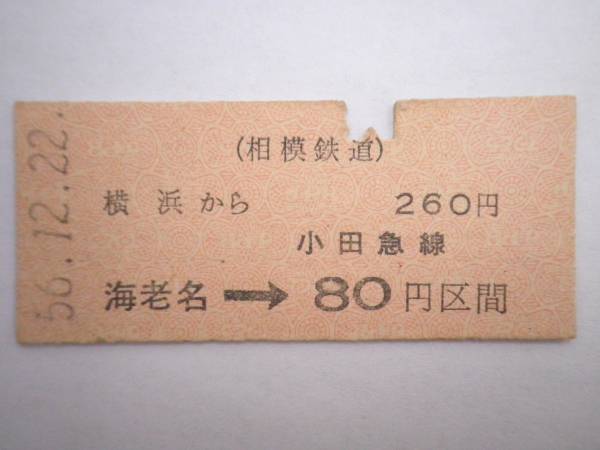 56.12.22.
(相模鉄道)
横浜から 260円
小田急線
海老名→80円区間